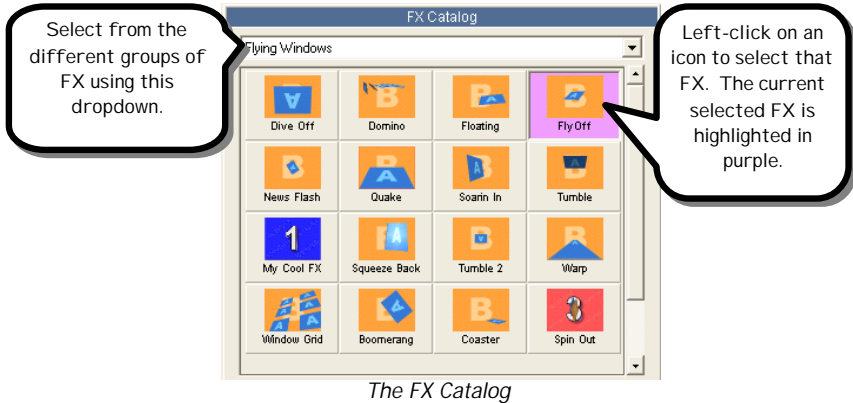 FX Catalog
Select from the
different groups of
FX using this
dropdown.
Flying Windows
Left-click on an
icon to select that
FX. The current
selected FX is
highlighted in
purple.
A
B
B
A
B
A
Dive Off
Domino
Floating
Fly Off
B
A
B
A
B
A
B
News Flash
Quake
Soarin In
Tumble
1
B
A
B
B
My Cool FX
Squeeze Back
Tumble 2
Warp
A
A
A
A
B
A
B
3
Window Grid
Boomerang
Coaster
Spin Out
The FX Catalog